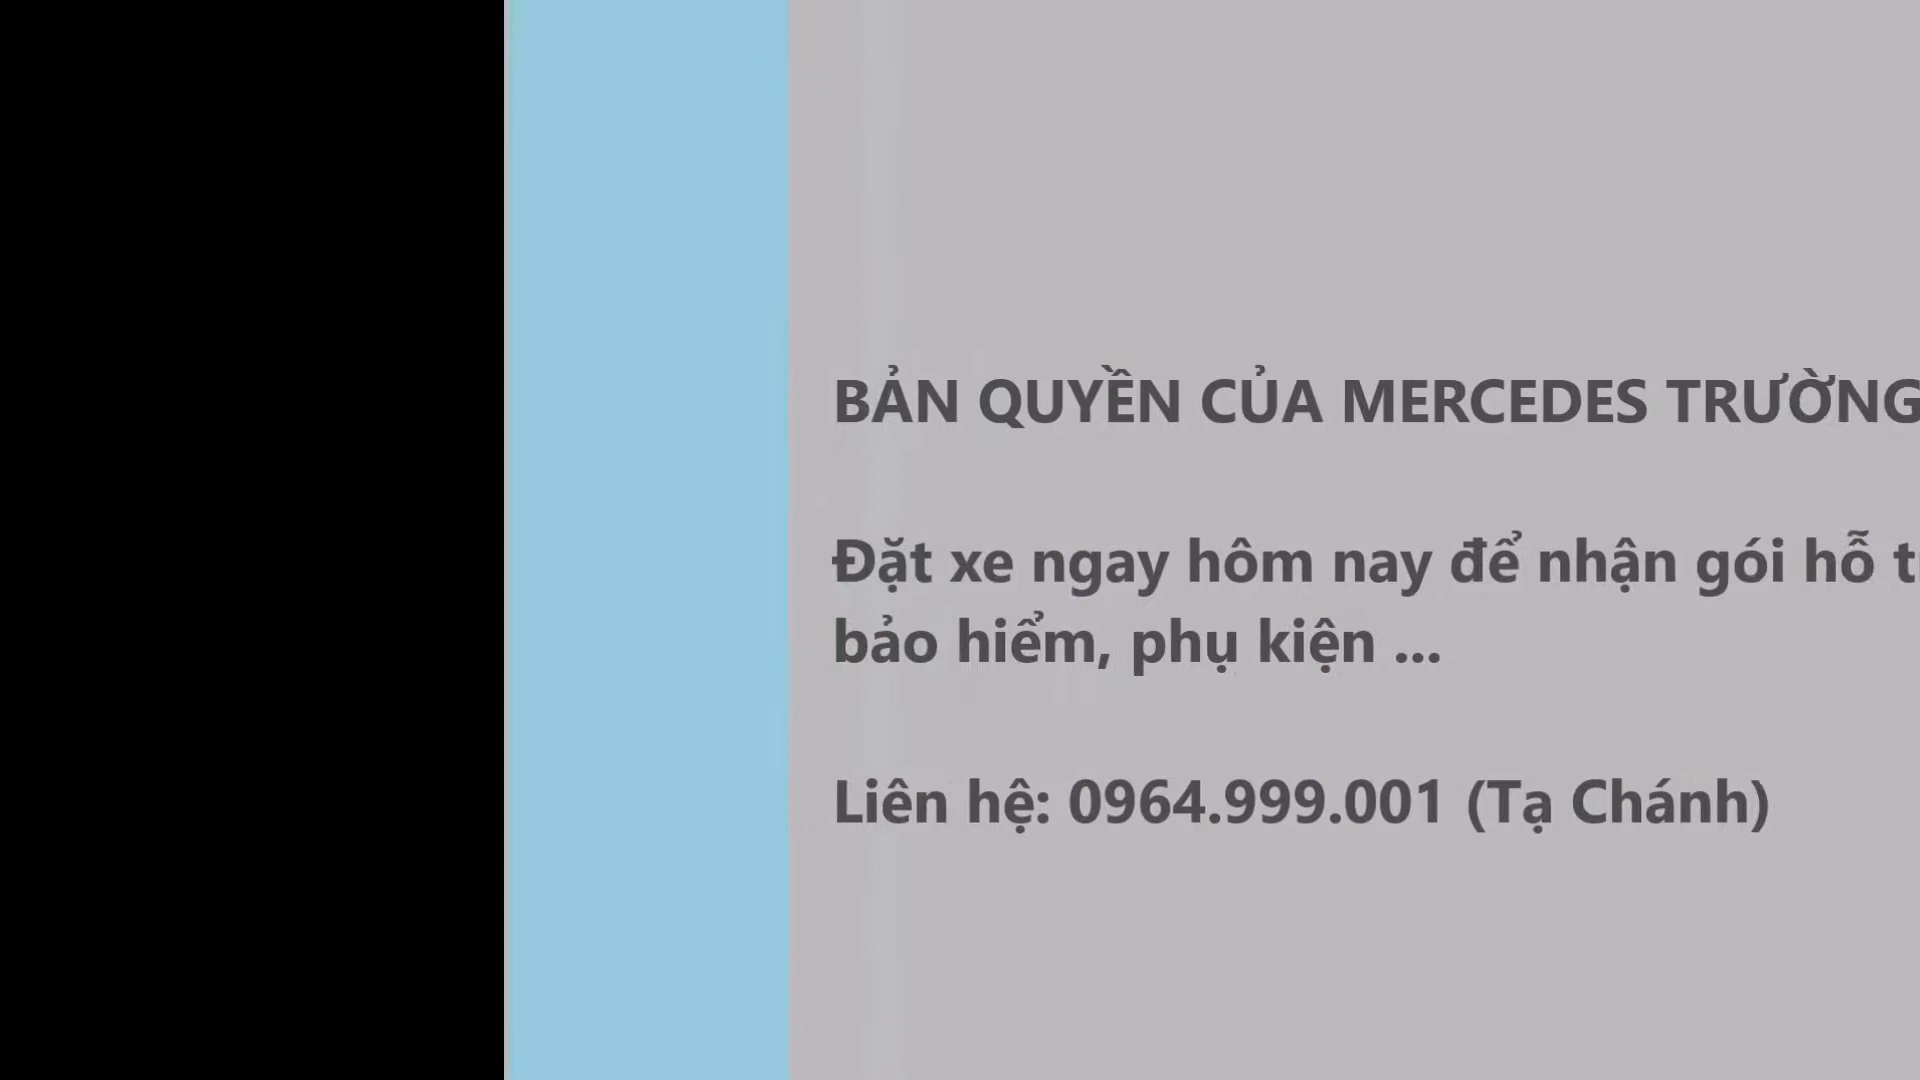 BẢN QUYỀN CỦA MERCEDES TRƯỜNG
Đặt xe ngay hôm nay để nhận gói hỗ
bảo hiểm, phụ kiện ...
Liên hệ: 0964.999.001 (Tạ Chánh)